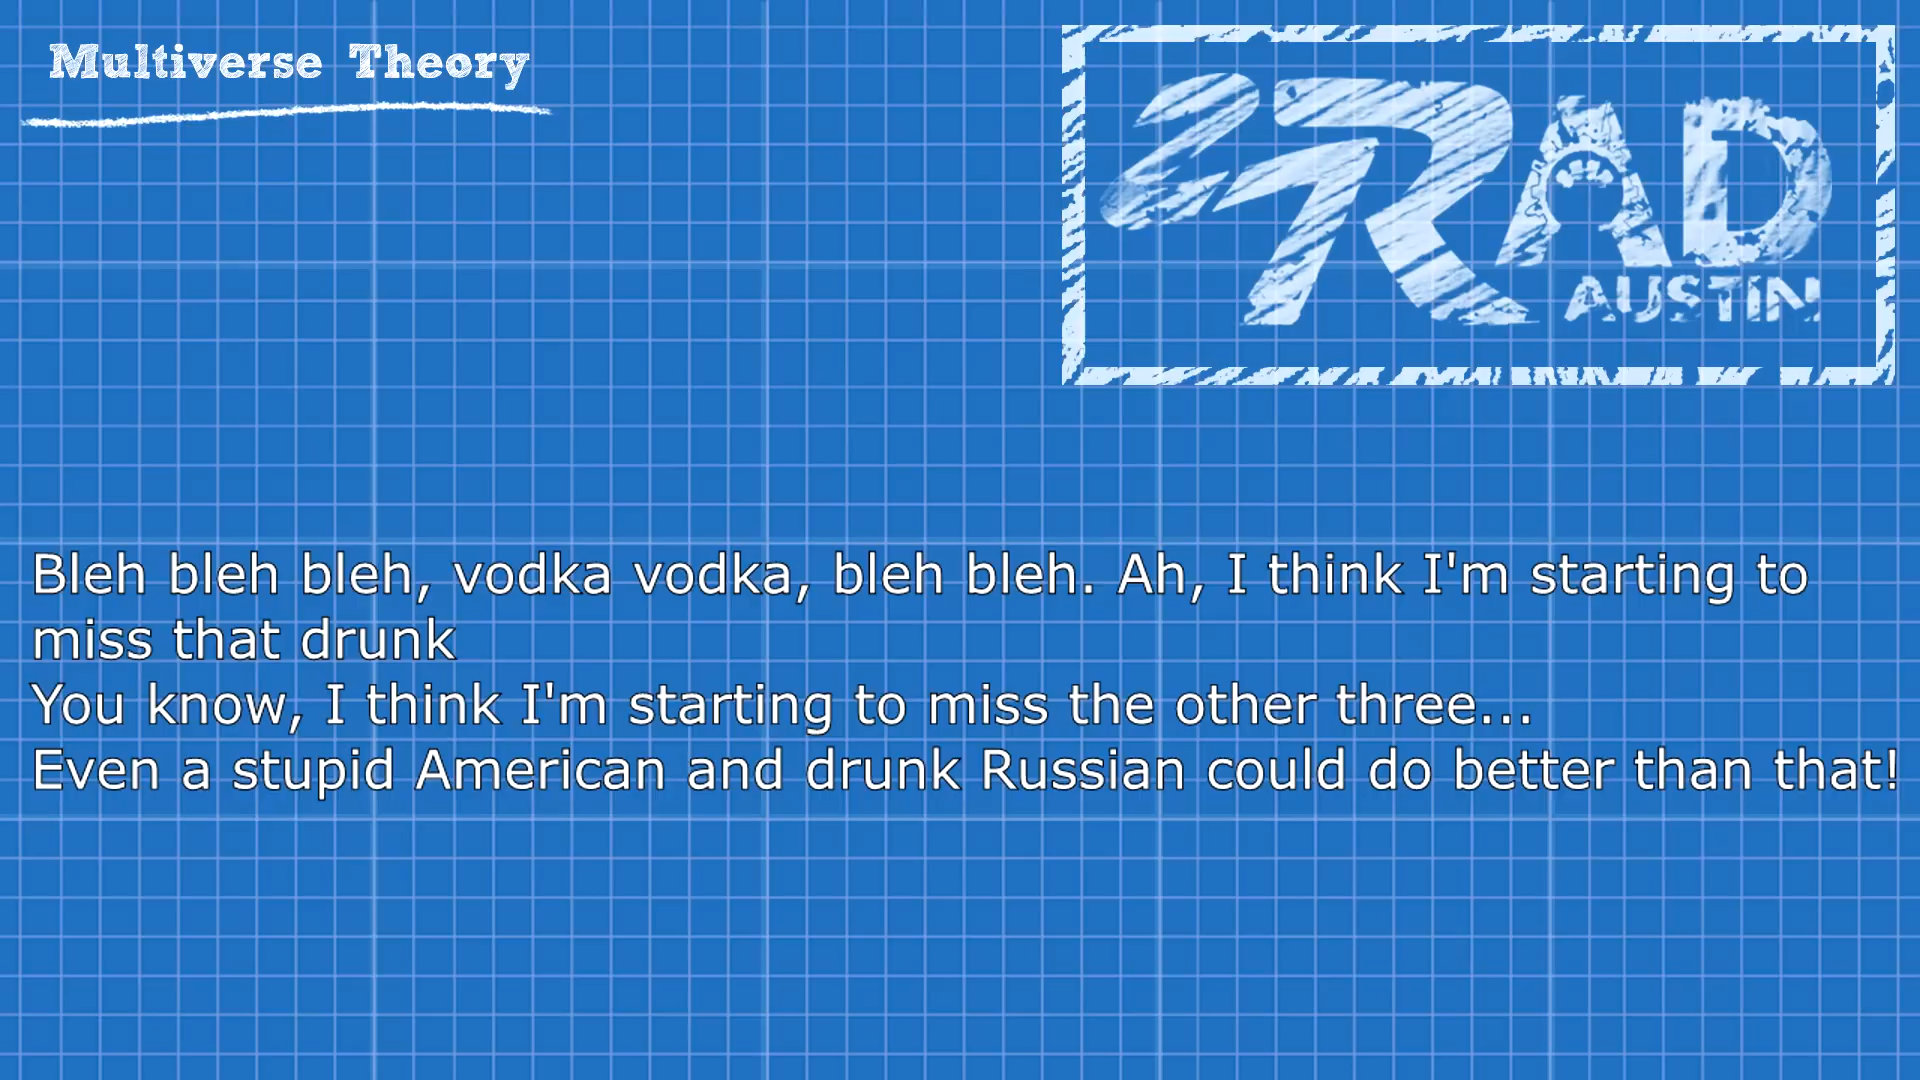 Multiverse Theory
2RAD
AUSTIN
Bleh bleh bleh, vodka vodka, bleh bleh. Ah, I think I'm starting to
miss that drunk
You know, I think I'm starting to miss the other three...
Even a stupid American and drunk Russian could do better than that!